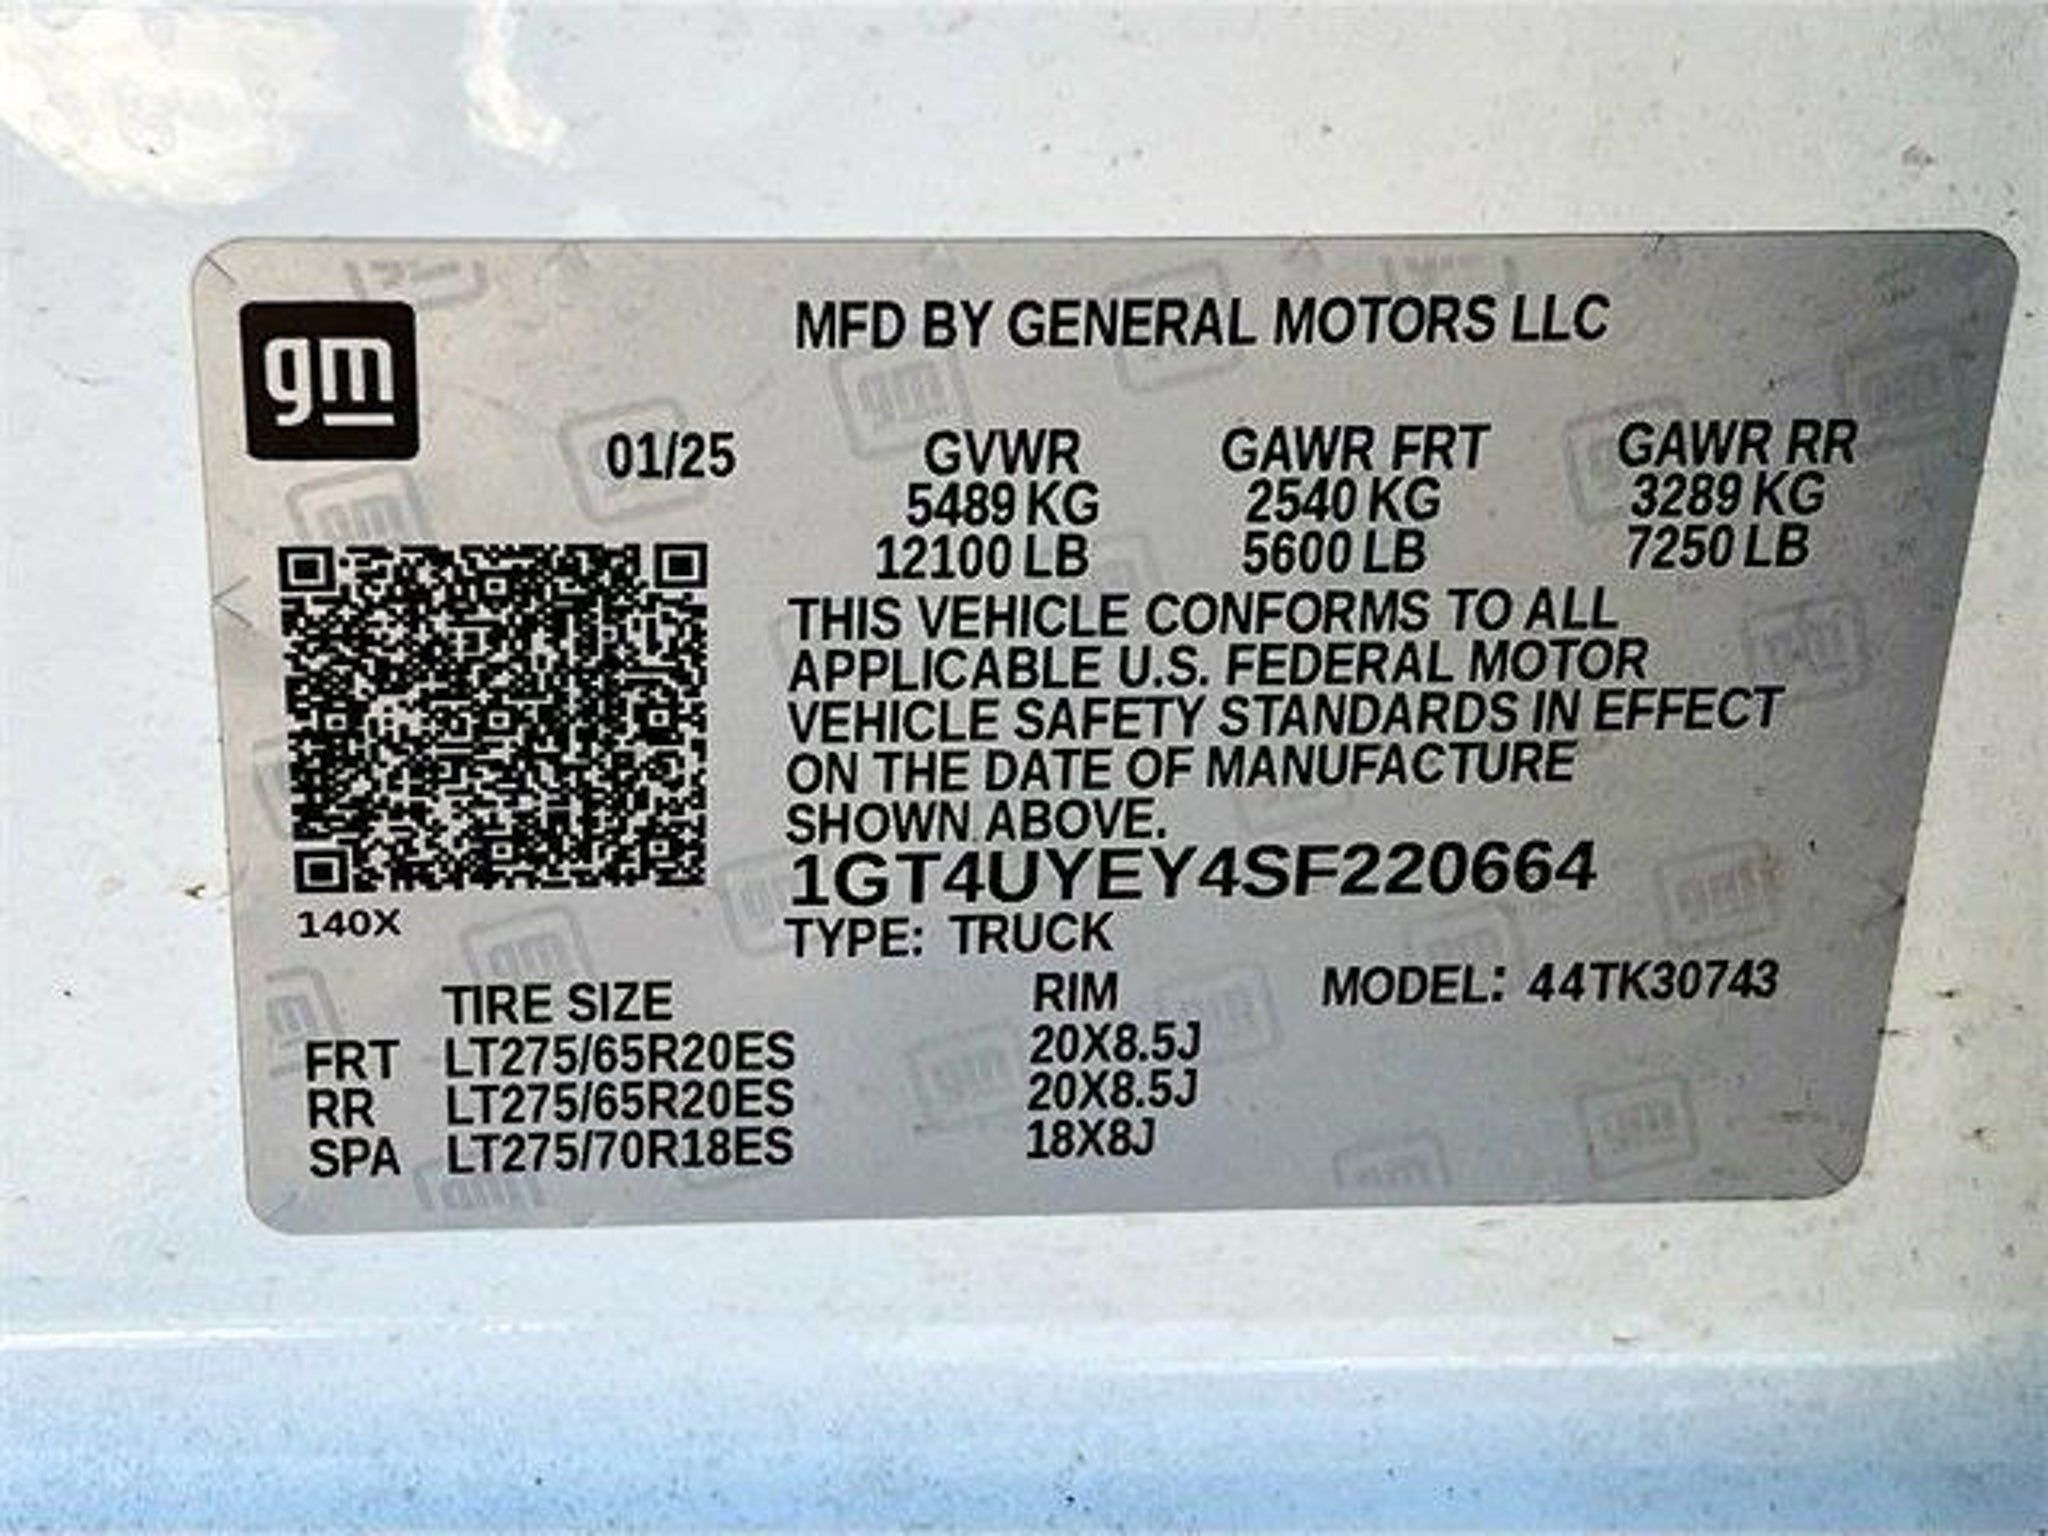 gm
MFD BY GENERAL MOTORS LLC
01/25 GVWR GAWR FRT GAWR RR
5489 KG 2540 KG 3289 KG
12100 LB 5600 LB 7250 LB
THIS VEHICLE CONFORMS TO ALL
APPLICABLE U.S. FEDERAL MOTOR
VEHICLE SAFETY STANDARDS IN EFFECT
ON THE DATE OF MANUFACTURE
SHOWN ABOVE.
1GT4UYEY4SF220664
140X
TYPE: TRUCK
TIRE SIZE RIM MODEL: 44TK30743
FRT LT275/65R20ES 20X8.5J
RR LT275/65R20ES 20X8.5J
SPA LT275/70R18ES 18X8J